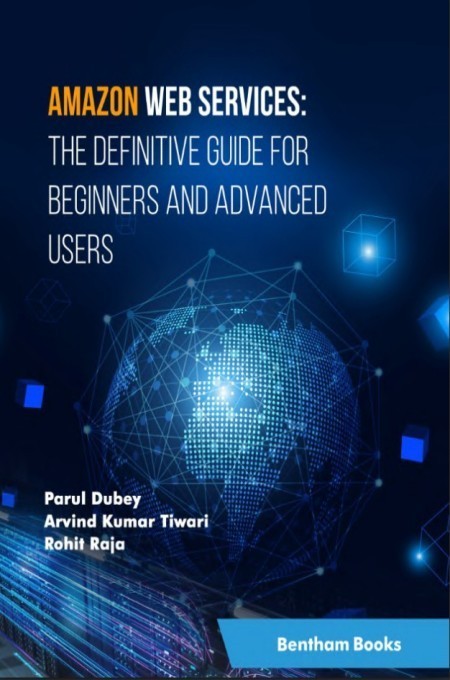 AMAZON WEB SERVICES:
THE DEFINITIVE GUIDE FOR
BEGINNERS AND ADVANCED
USERS
Parul Dubey
Arvind Kumar Tiwari
Rohit Raja
Bentham Books